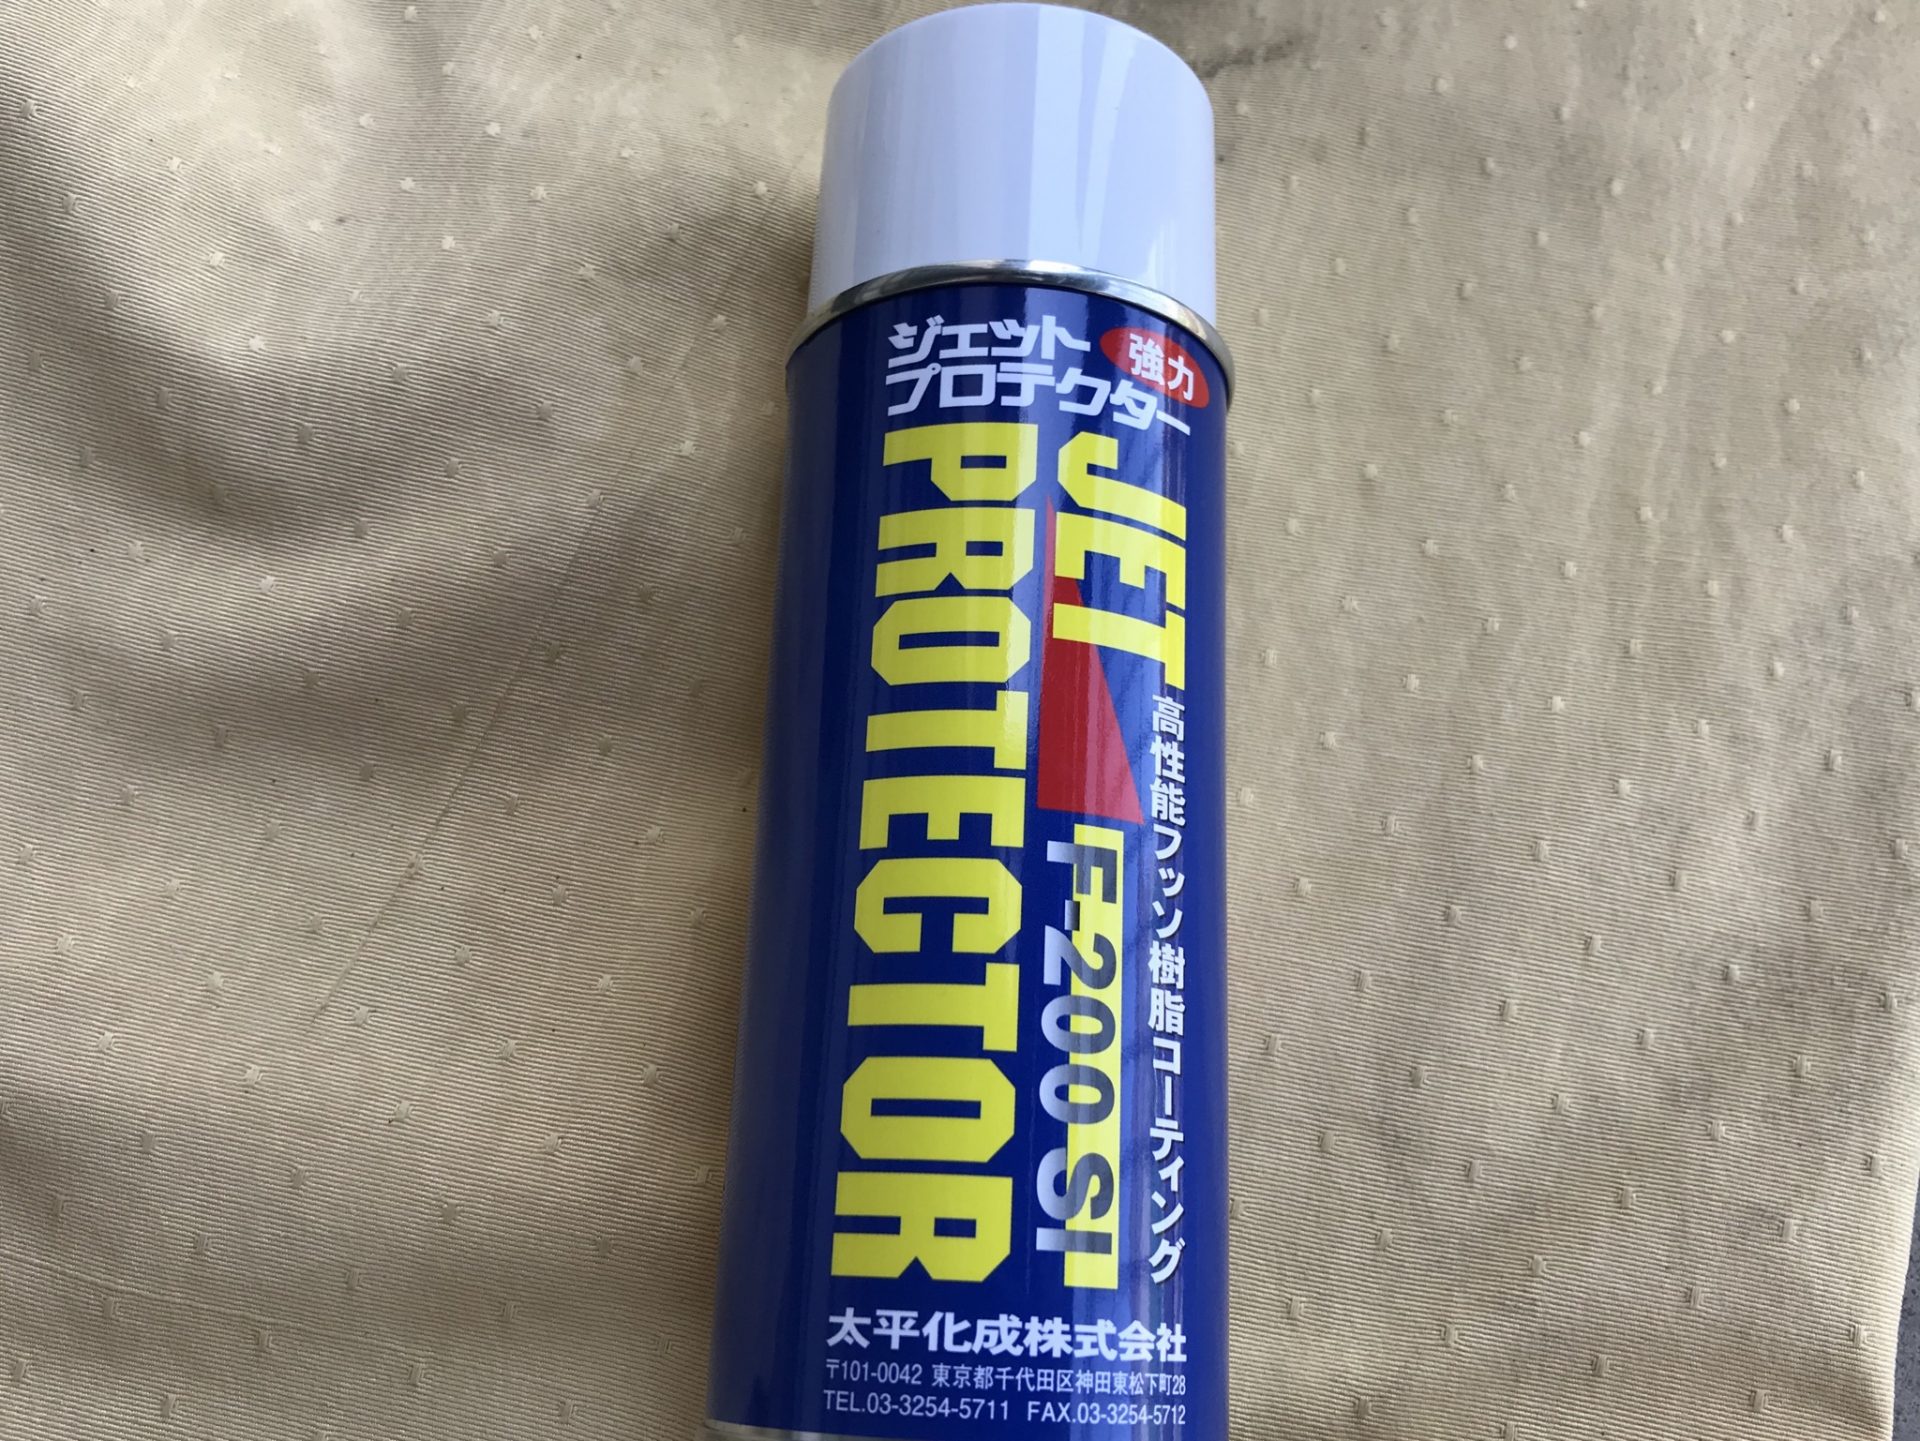 ジェット
プロテクター
強力
JET
PROTECTOR
F-200 SI
高性能フッソ樹脂コーティング
太平化成株式会社
〒101-0042 東京都千代田区神田東松下町28
TEL.03-3254-5711 FAX.03-3254-5712